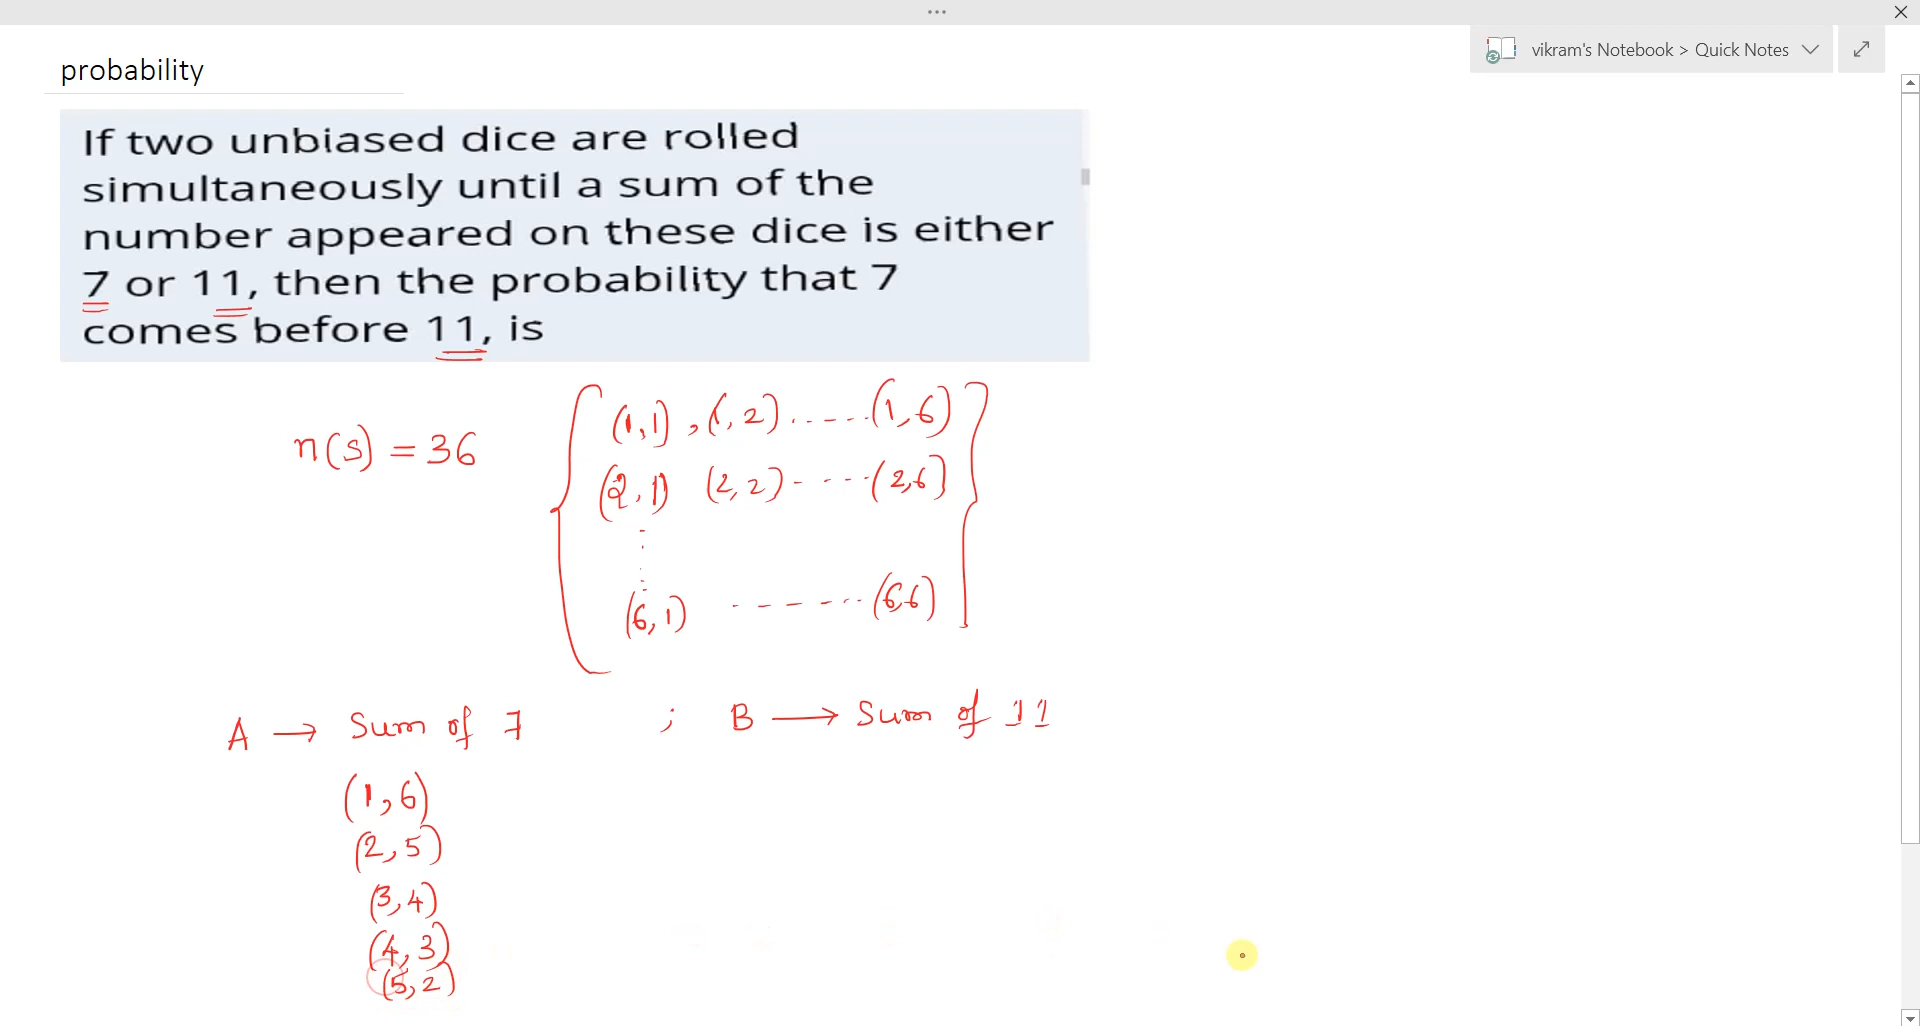 vikram's Notebook > Quick Notes
probability
If two unbiased dice are rolled
simultaneously until a sum of the
number appeared on these dice is either
7 or 11, then the probability that 7
comes before 11, is
n(S) = 36
(1,1) , (1,2) ..---- (1,6)
(2,1) (2,2) - ---- (2,6)
(6,1) ------- (6,6)
A → Sum of 7 ; B → Sum of 11
(1,6)
(2,5)
(3,4)
(4,3)
(5,2)